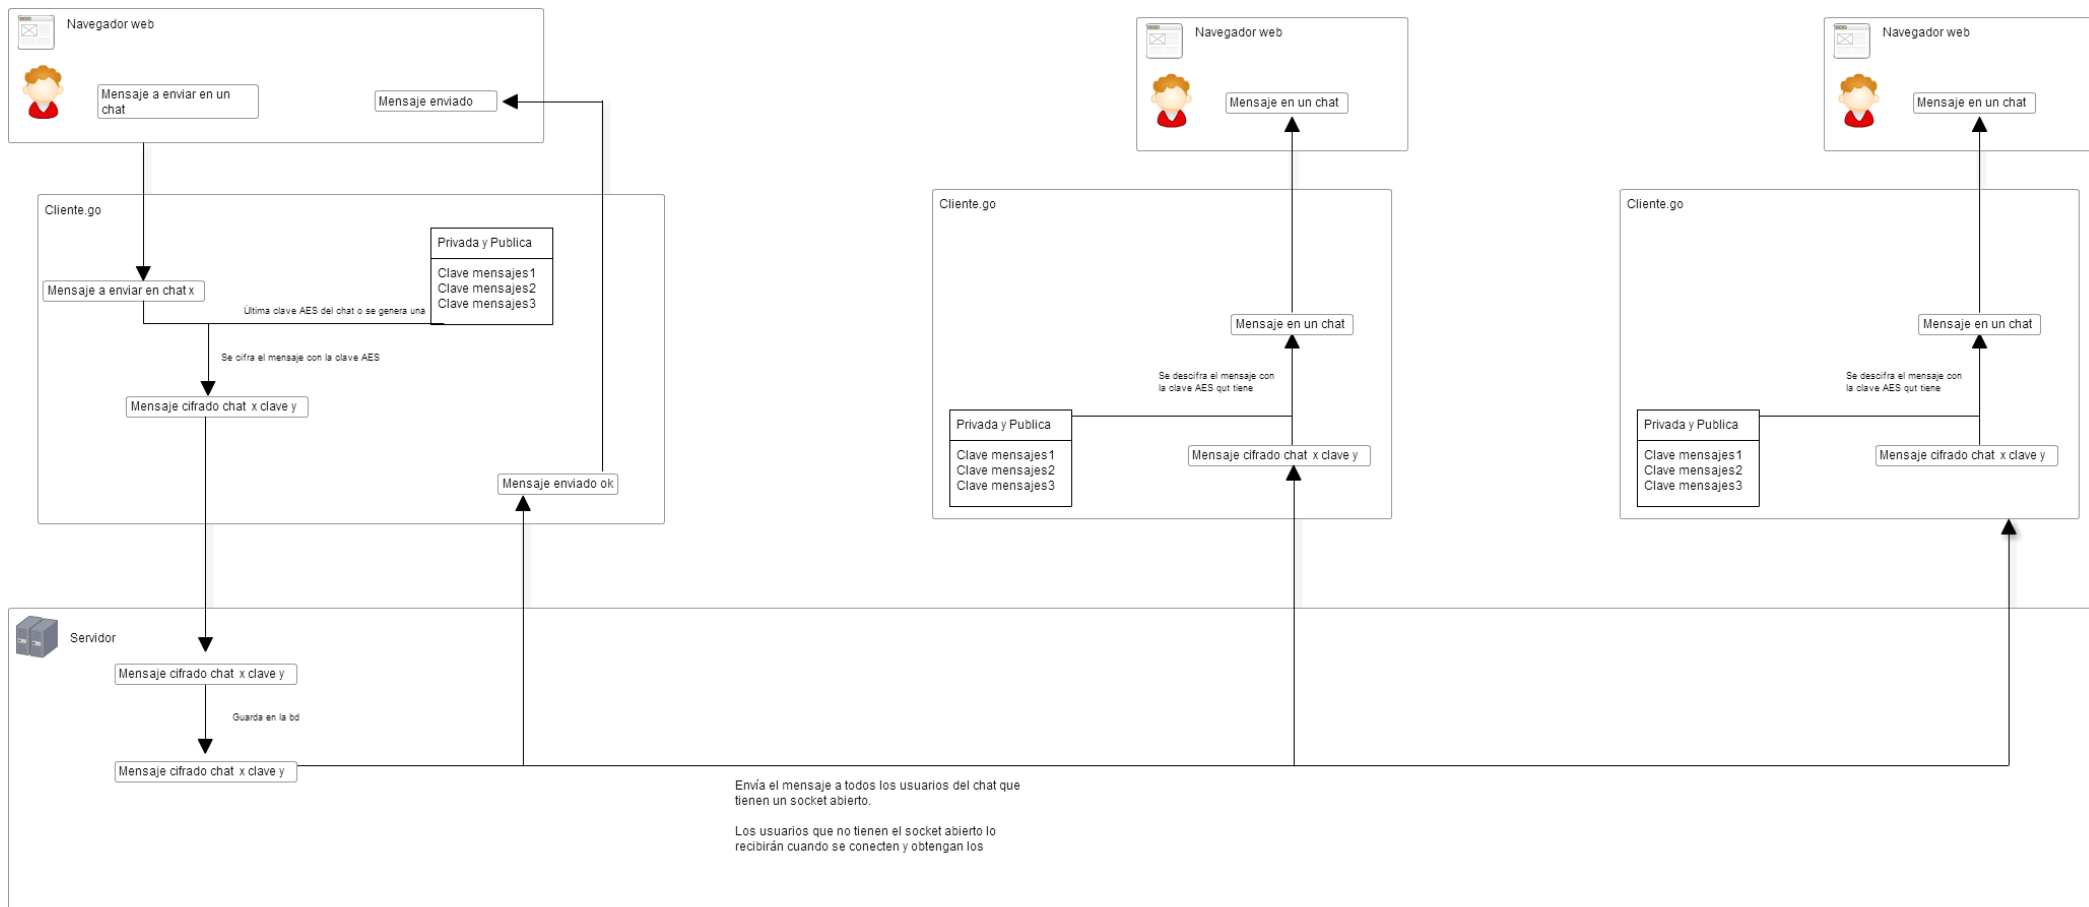 Navegador web
Mensaje a enviar en un
chat
Mensaje enviado
Cliente.go
Privada y Publica
Clave mensajes1
Clave mensajes2
Clave mensajes3
Mensaje a enviar en chat x
Última clave AES del chat o se genera una
Se cifra el mensaje con la clave AES
Mensaje cifrado chat x clave y
Mensaje enviado ok
Navegador web
Mensaje en un chat
Cliente.go
Mensaje en un chat
Se descifra el mensaje con
la clave AES qut tiene
Privada y Publica
Clave mensajes1
Clave mensajes2
Clave mensajes3
Mensaje cifrado chat x clave y
Navegador web
Mensaje en un chat
Cliente.go
Mensaje en un chat
Se descifra el mensaje con
la clave AES qut tiene
Privada y Publica
Clave mensajes1
Clave mensajes2
Clave mensajes3
Mensaje cifrado chat x clave y
Servidor
Mensaje cifrado chat x clave y
Guarda en la bd
Mensaje cifrado chat x clave y
Envía el mensaje a todos los usuarios del chat que
tienen un socket abierto.
Los usuarios que no tienen el socket abierto lo
recibirán cuando se conecten y obtengan los